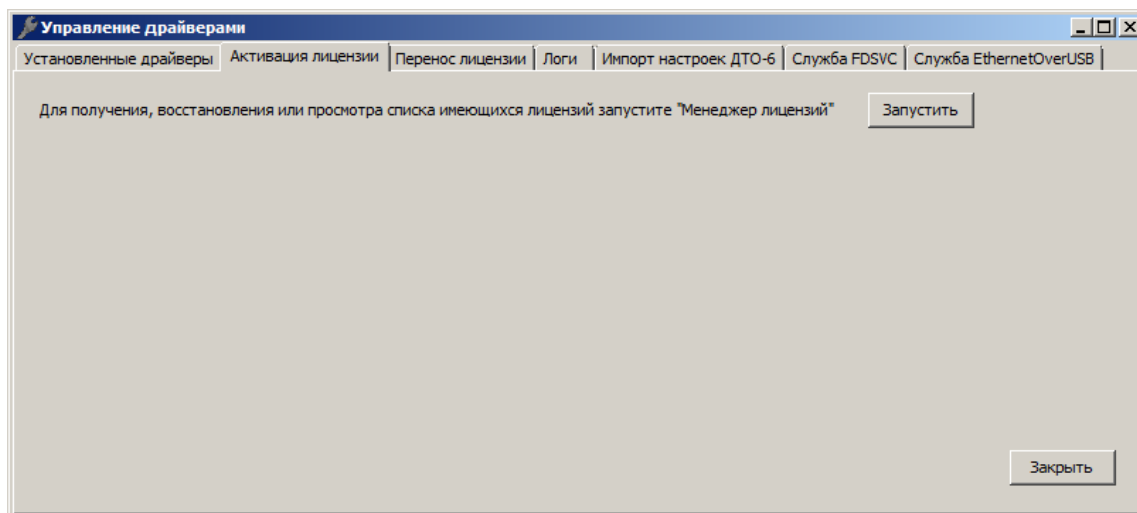 Управление драйверами
Установленные драйверы Активация лицензии Перенос лицензии Логи Импорт настроек ДТО-6 Служба FDSVC Служба EthernetOverUSB
Для получения, восстановления или просмотра списка имеющихся лицензий запустите "Менеджер лицензий" Запустить
Закрыть